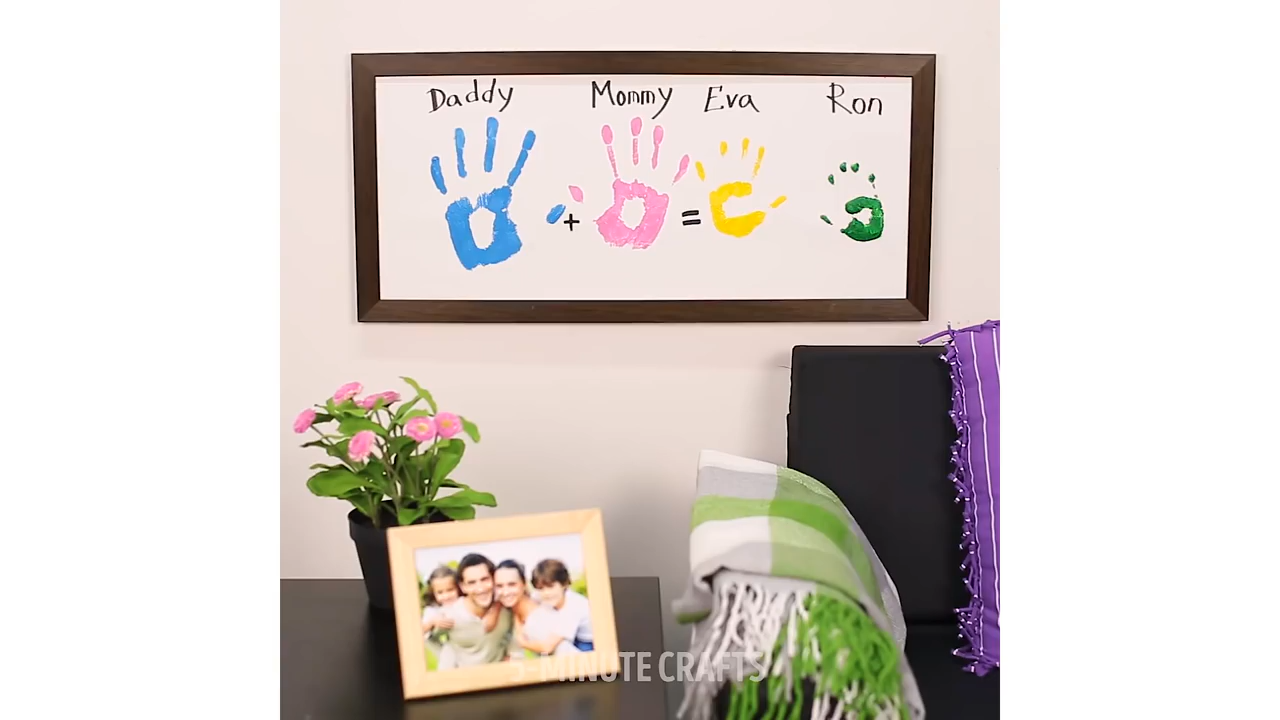 Daddy Mommy Eva Ron
+ =
5-MINUTE CRAFTS